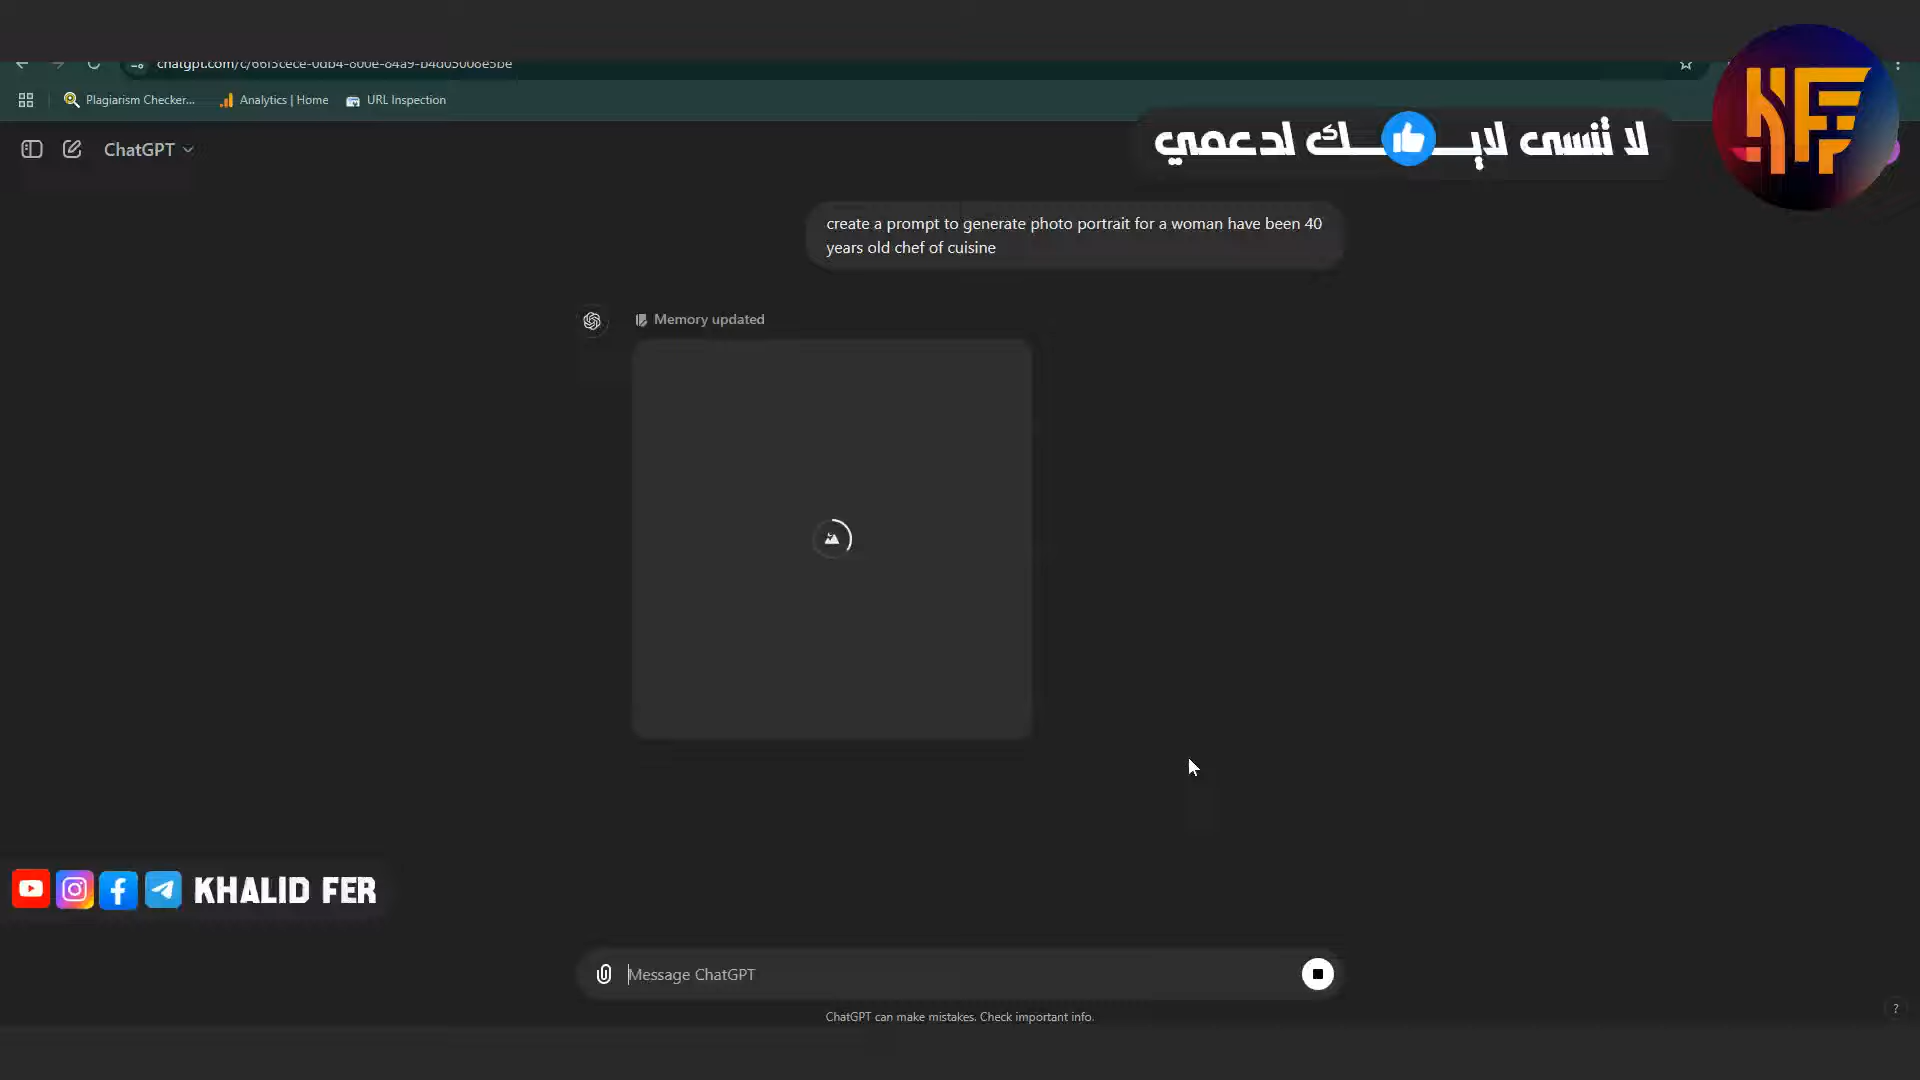 Plagiarism Checker...
Analytics | Home
URL Inspection
ChatGPT
لا تنسى لايــــك لدعمي
KF
create a prompt to generate photo portrait for a woman have been 40
years old chef of cuisine
Memory updated
KHALID FER
Message ChatGPT
ChatGPT can make mistakes. Check important info.
?